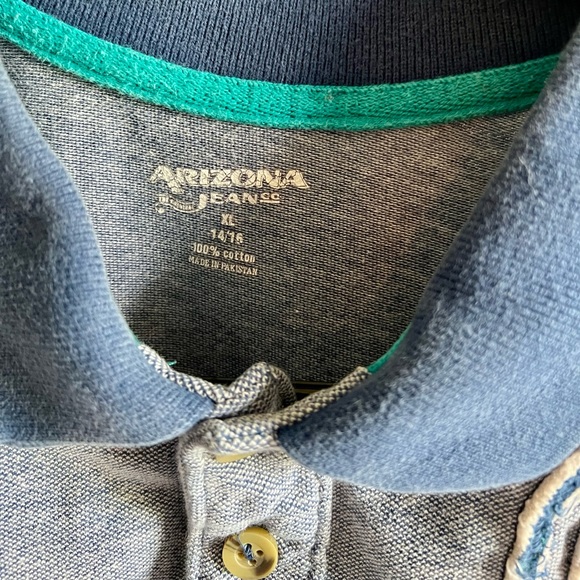 ARIZONA
JEAN CO
XL
14/16
100% cotton
MADE IN PAKISTAN